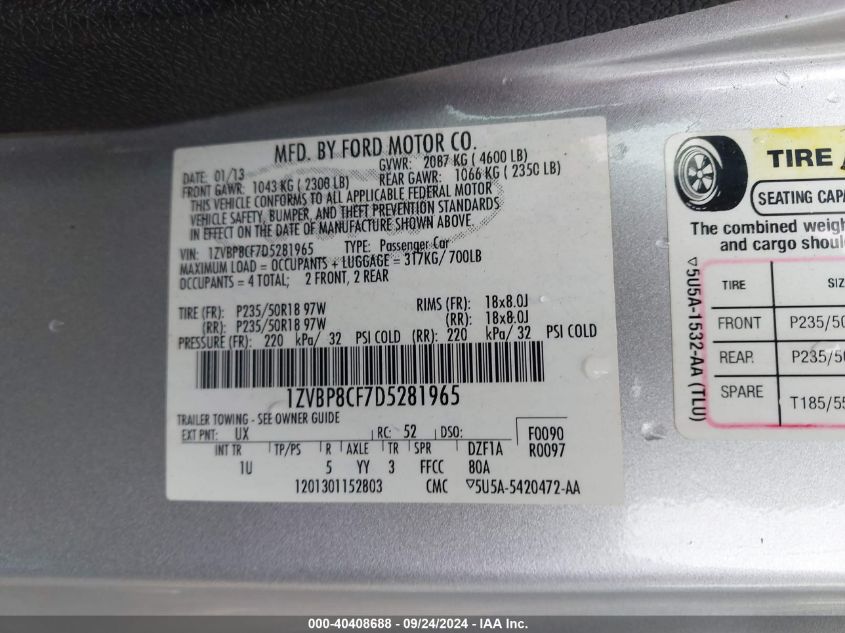 MFD. BY FORD MOTOR CO.
DATE: 01/13 GVWR: 2087 KG ( 4600 LB)
FRONT GAWR: 1043 KG ( 2300 LB) REAR GAWR: 1066 KG ( 2350 LB)
THIS VEHICLE CONFORMS TO ALL APPLICABLE FEDERAL MOTOR
VEHICLE SAFETY, BUMPER, AND THEFT PREVENTION STANDARDS
IN EFFECT ON THE DATE OF MANUFACTURE SHOWN ABOVE.
VIN: 1ZVBP8CF7D5281965 TYPE: Passenger Car
MAXIMUM LOAD = OCCUPANTS + LUGGAGE = 317KG/ 700LB
OCCUPANTS = 4 TOTAL; 2 FRONT, 2 REAR
TIRE (FR): P235/50R18 97W RIMS (FR): 18x8.0J
(RR): P235/50R18 97W (RR): 18x8.0J
PRESSURE (FR): 220 kPa/ 32 PSI COLD (RR): 220 kPa/ 32 PSI COLD
1ZVBP8CF7D5281965
TRAILER TOWING - SEE OWNER GUIDE
EXT PNT: UX RC: 52 DSO: F0090
R0097
INT TR TP/PS R AXLE TR SPR DZF1A
1U 5 YY 3 FFCC 80A
1201301152803 CMC ▽5U5A-5420472-AA
TIRE
SEATING CAPA
The combined weigh
and cargo shoul
TIRE SIZ
FRONT P235/50
REAR P235/50
SPARE T185/55
▽5U5A-1532-AA (TLU)
000-40408688 - 09/24/2024 - IAA Inc.